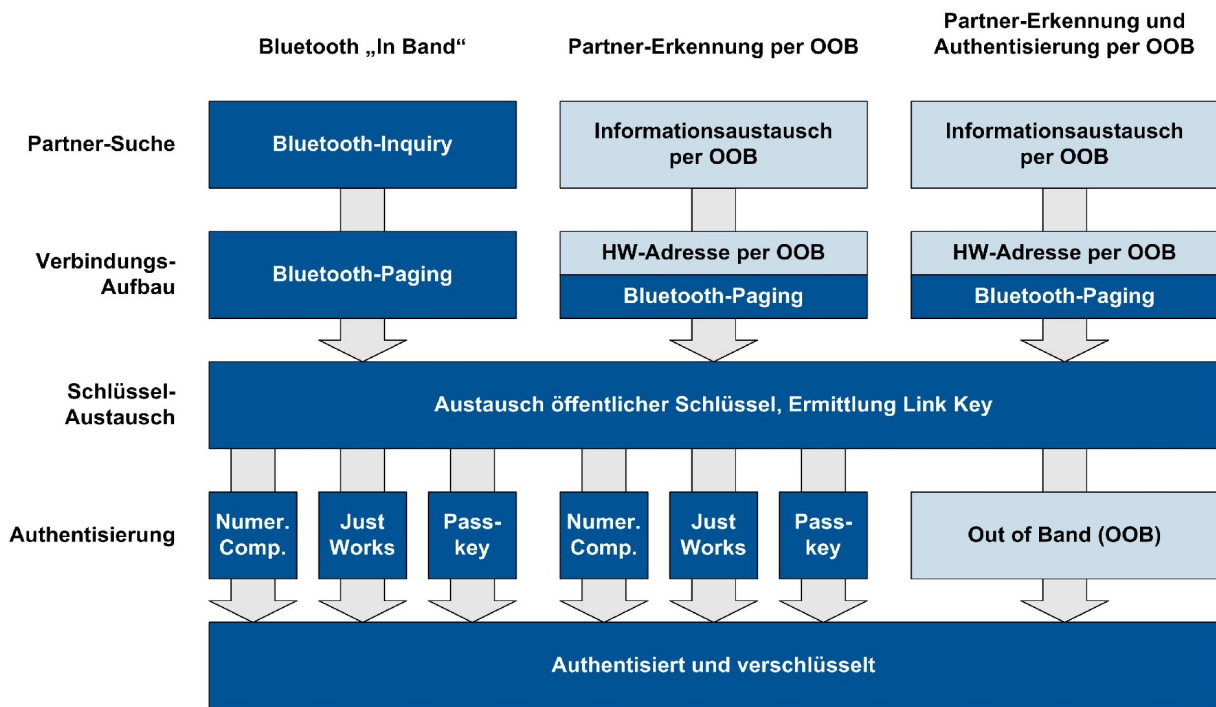 Bluetooth „In Band“
Partner-Erkennung per OOB
Partner-Erkennung und
Authentisierung per OOB
Partner-Suche
Bluetooth-Inquiry
Informationsaustausch
per OOB
Informationsaustausch
per OOB
Verbindungs-
Aufbau
Bluetooth-Paging
HW-Adresse per OOB
Bluetooth-Paging
HW-Adresse per OOB
Bluetooth-Paging
Schlüssel-
Austausch
Austausch öffentlicher Schlüssel, Ermittlung Link Key
Authentisierung
Numer.
Comp.
Just
Works
Pass-
key
Numer.
Comp.
Just
Works
Pass-
key
Out of Band (OOB)
Authentisiert und verschlüsselt